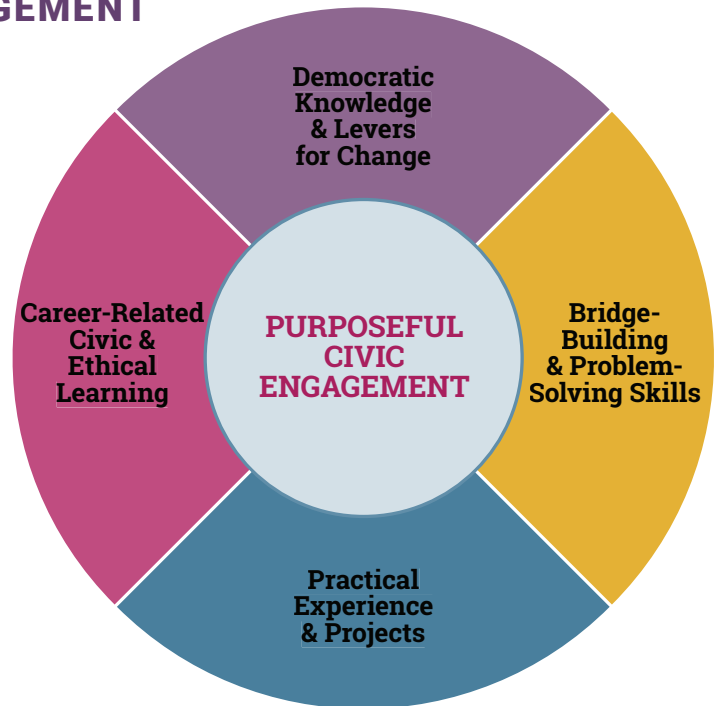 GEMENT
Democratic
Knowledge
& Levers
for Change
Career-Related
Civic &
Ethical
Learning
PURPOSEFUL
CIVIC
ENGAGEMENT
Bridge-
Building
& Problem-
Solving Skills
Practical
Experience
& Projects